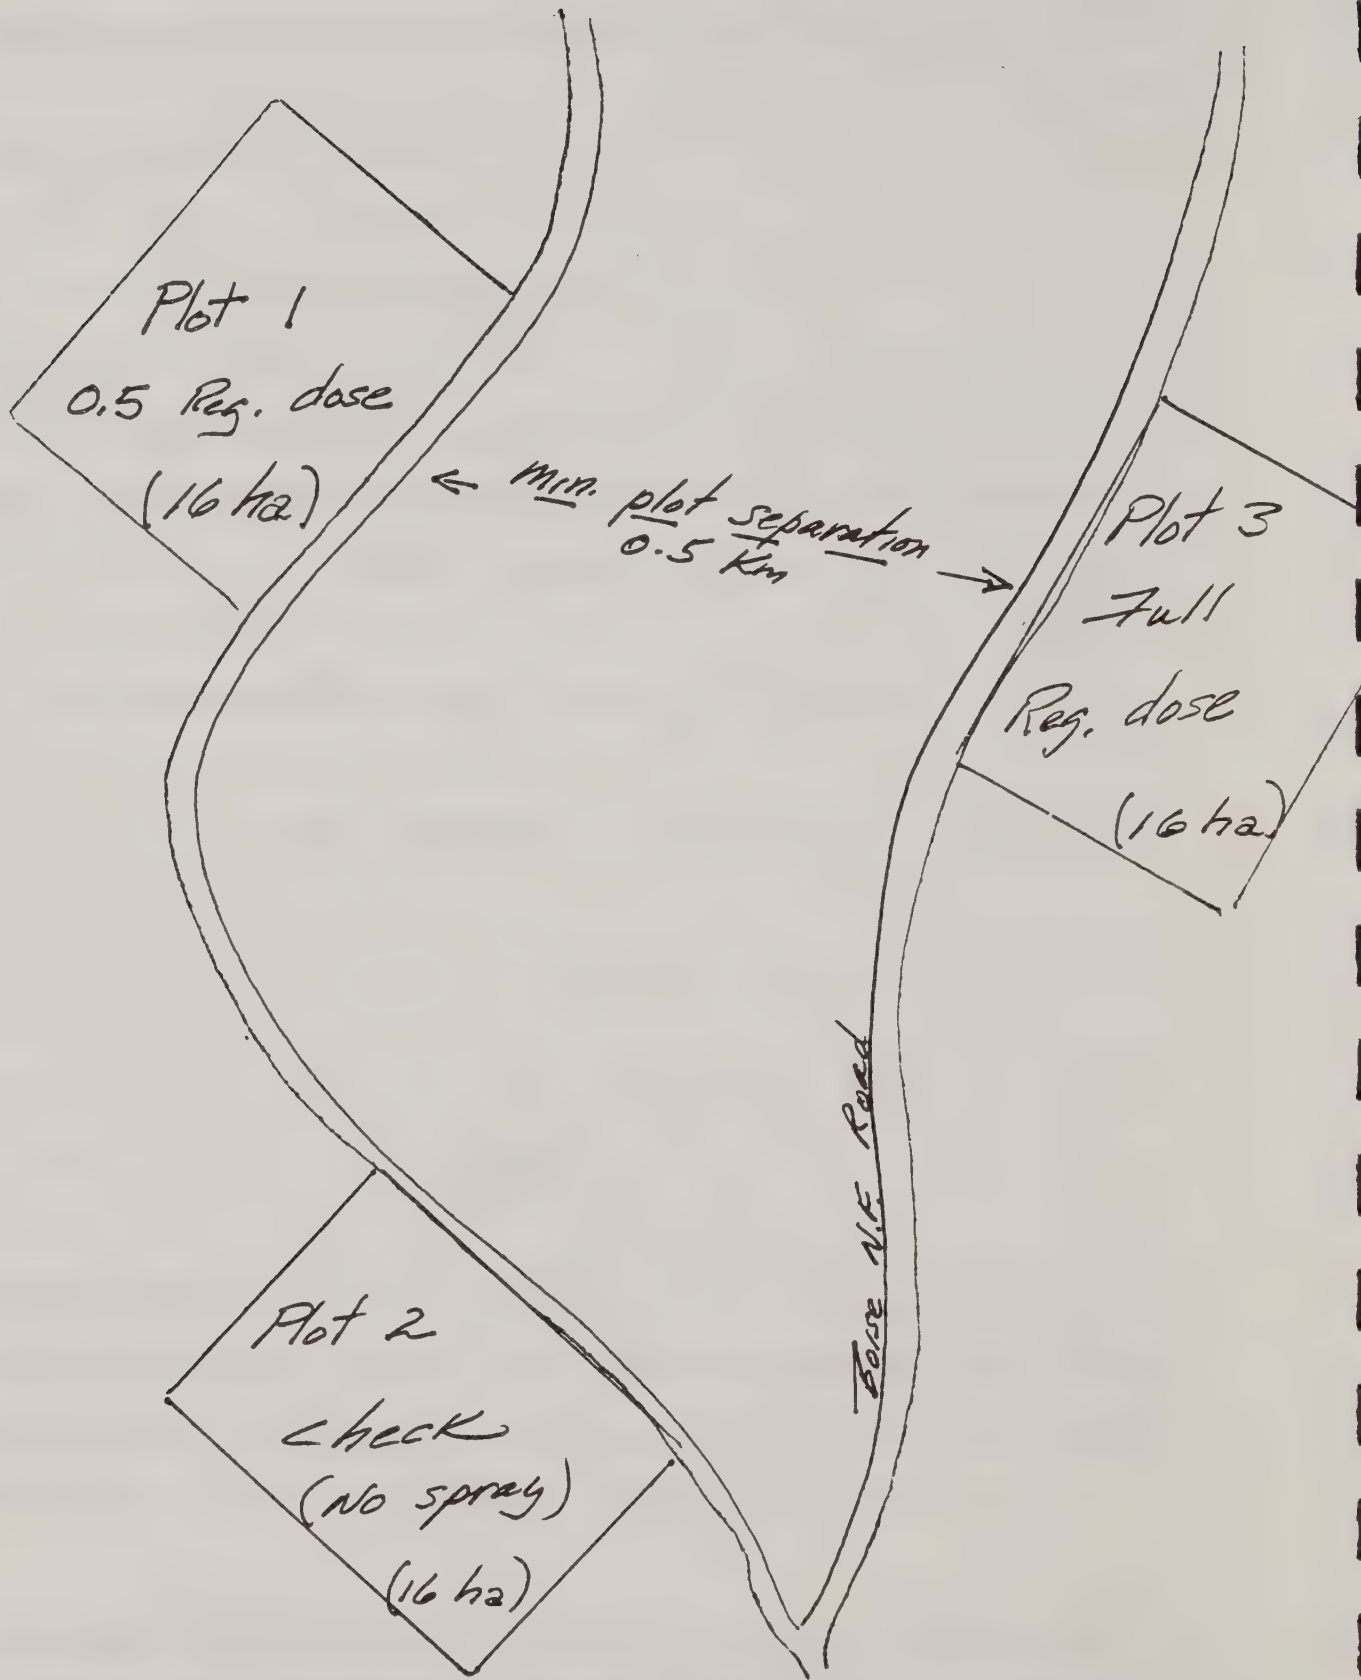 Plot 1
0.5 Reg. dose
(16 ha)
← min. plot separation →
0.5 Km
Plot 3
Full
Reg. dose
(16 ha)
Boise N.F. Road
Plot 2
check
(No spray)
(16 ha)